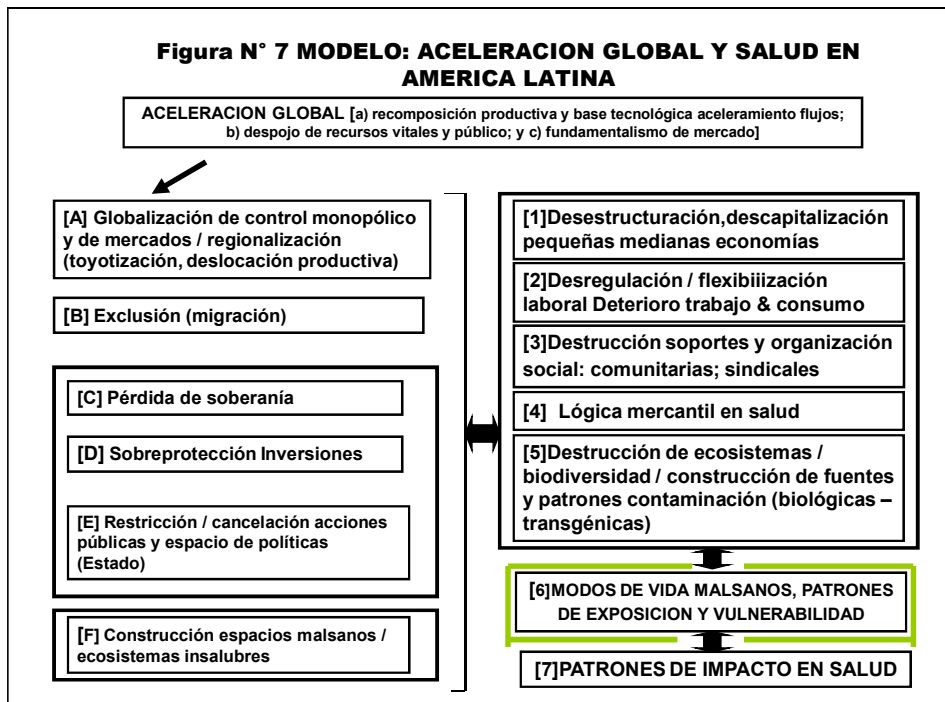 Figura N° 7 MODELO: ACELERACION GLOBAL Y SALUD EN
AMERICA LATINA
ACELERACION GLOBAL [a) recomposición productiva y base tecnológica aceleramiento flujos;
b) despojo de recursos vitales y público; y c) fundamentalismo de mercado]
[A) Globalización de control monopólico
y de mercados / regionalización
(toyotización, deslocación productiva)
[B] Exclusión (migración)
[C] Pérdida de soberanía
[D] Sobreprotección Inversiones
[E] Restricción / cancelación acciones
públicas y espacio de políticas
(Estado)
[F] Construcción espacios malsanos /
ecosistemas insalubres
[1]Desestructuración,descapitalización
pequeñas medianas economías
[2]Desregulación / flexibiiización
laboral Deterioro trabajo & consumo
[3]Destrucción soportes y organización
social: comunitarias; sindicales
[4] Lógica mercantil en salud
[5]Destrucción de ecosistemas /
biodiversidad / construcción de fuentes
y patrones contaminación (biológicas –
transgénicas)
[6]MODOS DE VIDA MALSANOS, PATRONES
DE EXPOSICION Y VULNERABILIDAD
[7]PATRONES DE IMPACTO EN SALUD